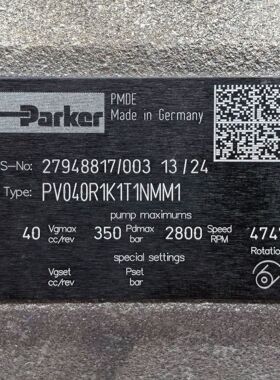 Parker
PMDE
Made in Germany
S-No: 27948817/003 13/24
Type: PV040R1K1T1NMM1
pump maximums
40 Vgmax cc/rev 350 Pdmax bar 2800 Speed RPM 474
Rotatio
special settings
Vgset cc/rev Pset bar